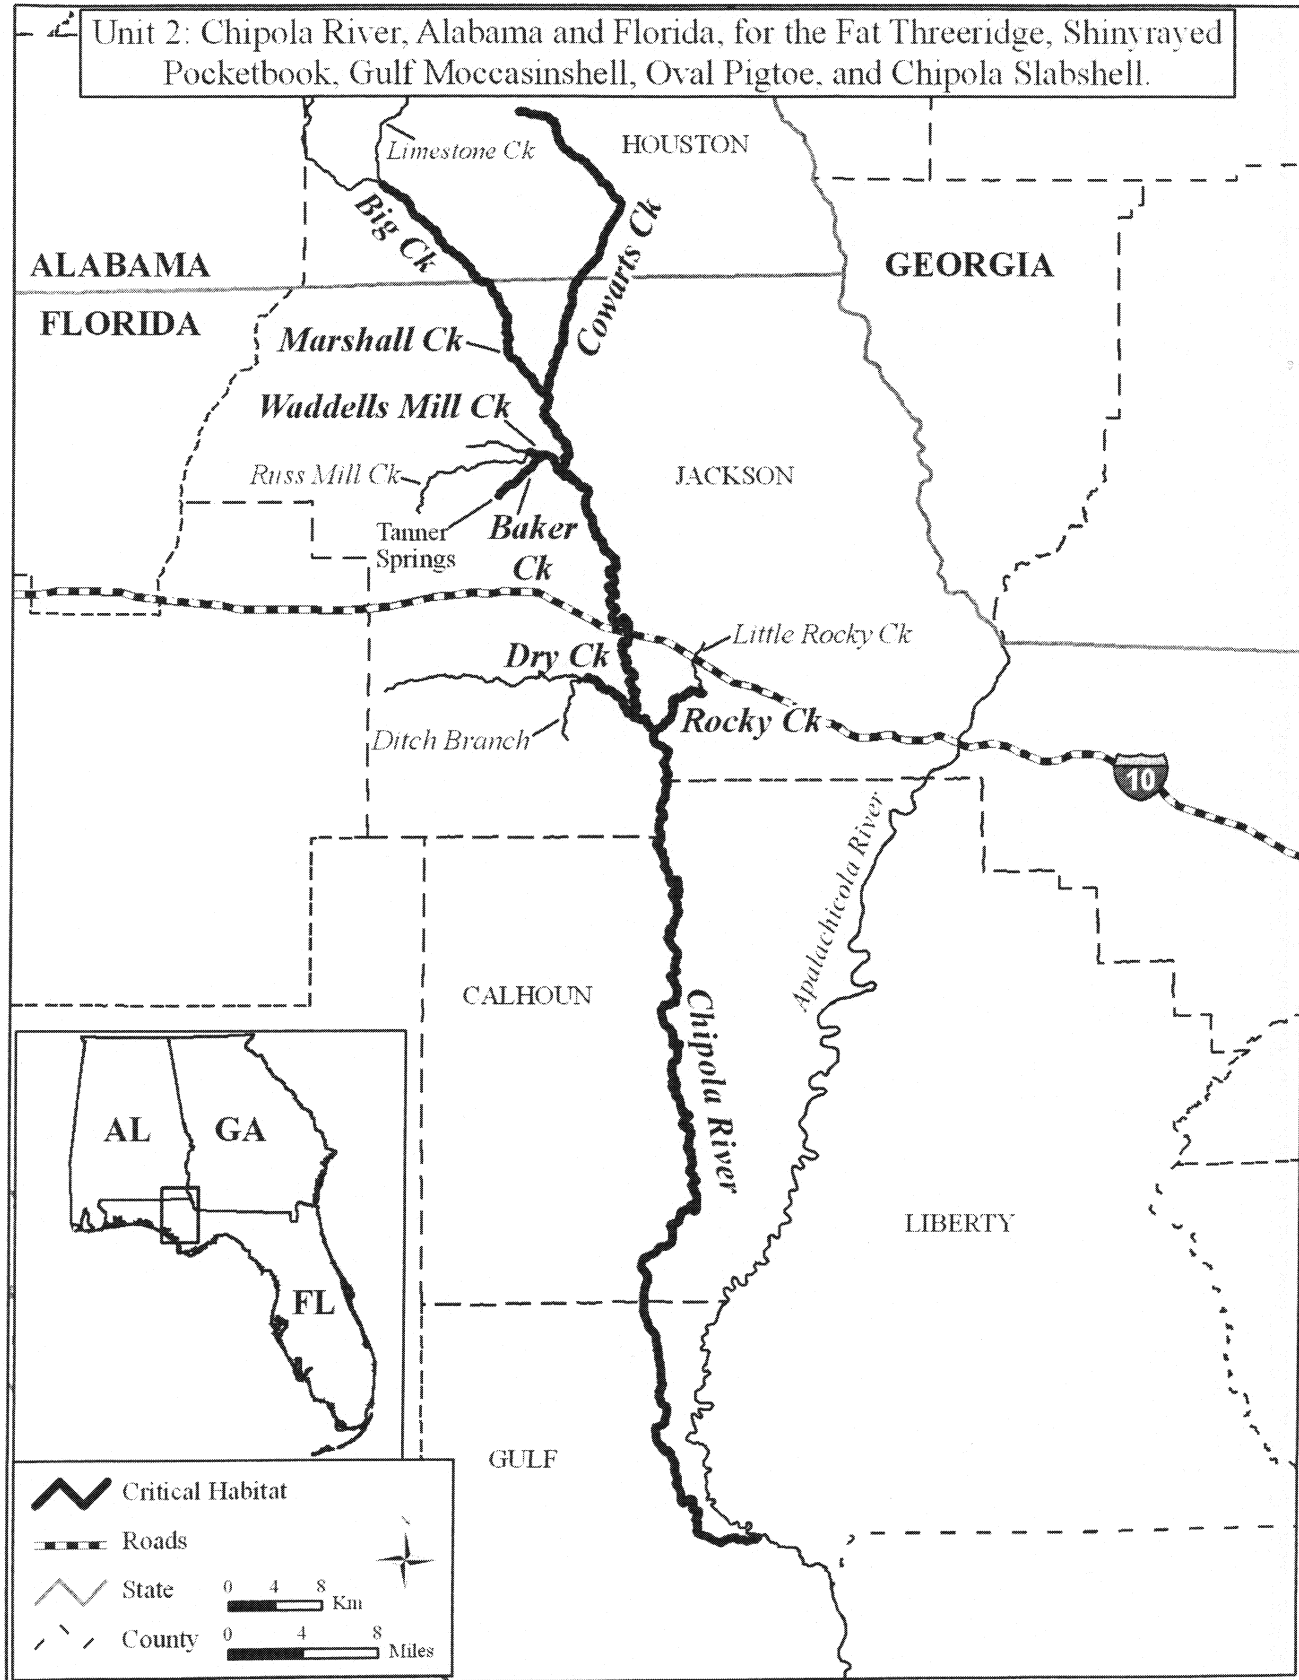 Unit 2: Chipola River, Alabama and Florida, for the Fat Threeridge, Shinyrayed
Pocketbook, Gulf Moccasinshell, Oval Pigtoe, and Chipola Slabshell.
Limestone Ck
HOUSTON
Big Ck
Cowarts Ck
ALABAMA
GEORGIA
FLORIDA
Marshall Ck
Waddells Mill Ck
Russ Mill Ck
JACKSON
Tanner
Springs
Baker
Ck
Little Rocky Ck
Dry Ck
Rocky Ck
Ditch Branch
10
Apalachicola River
CALHOUN
Chipola River
AL
GA
LIBERTY
FL
GULF
Critical Habitat
Roads
State
0 4 8
Km
County
0 4 8
Miles